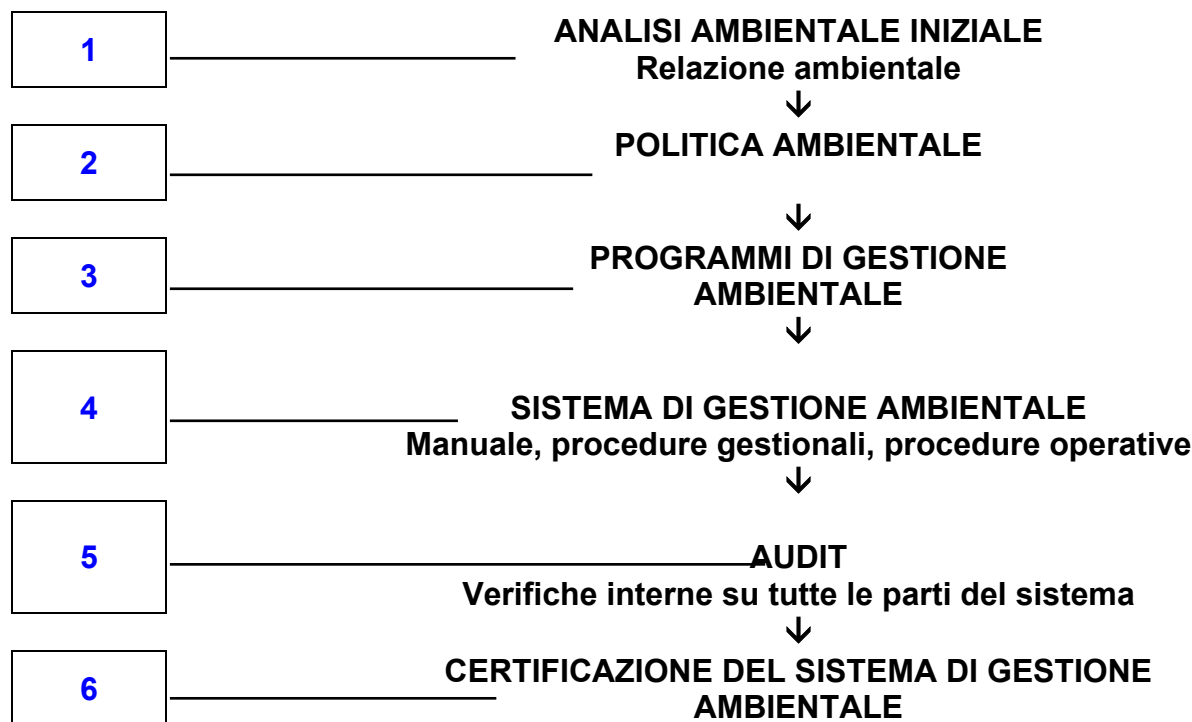 1
ANALISI AMBIENTALE INIZIALE
Relazione ambientale
2
POLITICA AMBIENTALE
3
PROGRAMMI DI GESTIONE
AMBIENTALE
4
SISTEMA DI GESTIONE AMBIENTALE
Manuale, procedure gestionali, procedure operative
5
AUDIT
Verifiche interne su tutte le parti del sistema
6
CERTIFICAZIONE DEL SISTEMA DI GESTIONE
AMBIENTALE